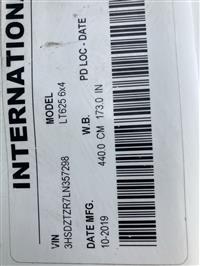 INTERNATION
MODEL
LT625 6x4
PD LOC - DATE
VIN
3HSDZTZR7LN357298
W.B.
440.0 CM 173.0 IN
DATE MFG.
10-2019